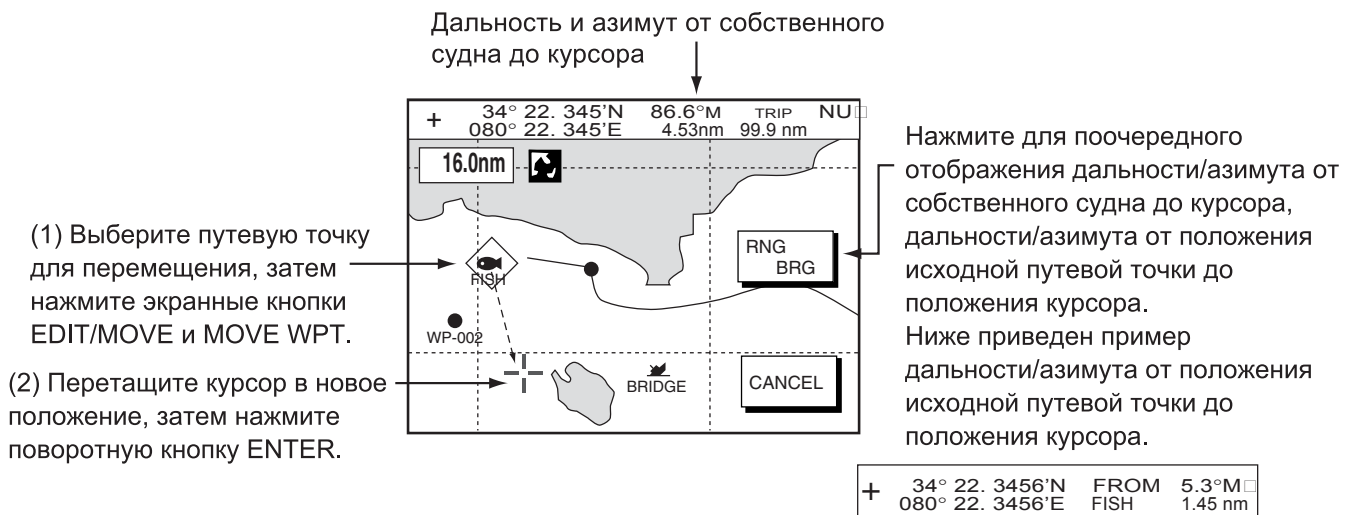 Дальность и азимут от собственного
судна до курсора
+ 34° 22. 345'N 86.6°M TRIP NU
080° 22. 345'E 4.53nm 99.9 nm
16.0nm
(1) Выберите путевую точку
для перемещения, затем
нажмите экранные кнопки
EDIT/MOVE и MOVE WPT.
(2) Перетащите курсор в новое
положение, затем нажмите
поворотную кнопку ENTER.
FISH
WP-002
BRIDGE
RNG
BRG
CANCEL
Нажмите для поочередного
отображения дальности/азимута от
собственного судна до курсора,
дальности/азимута от положения
исходной путевой точки до
положения курсора.
Ниже приведен пример
дальности/азимута от положения
исходной путевой точки до
положения курсора.
+ 34° 22. 3456'N FROM 5.3°M
080° 22. 3456'E FISH 1.45 nm